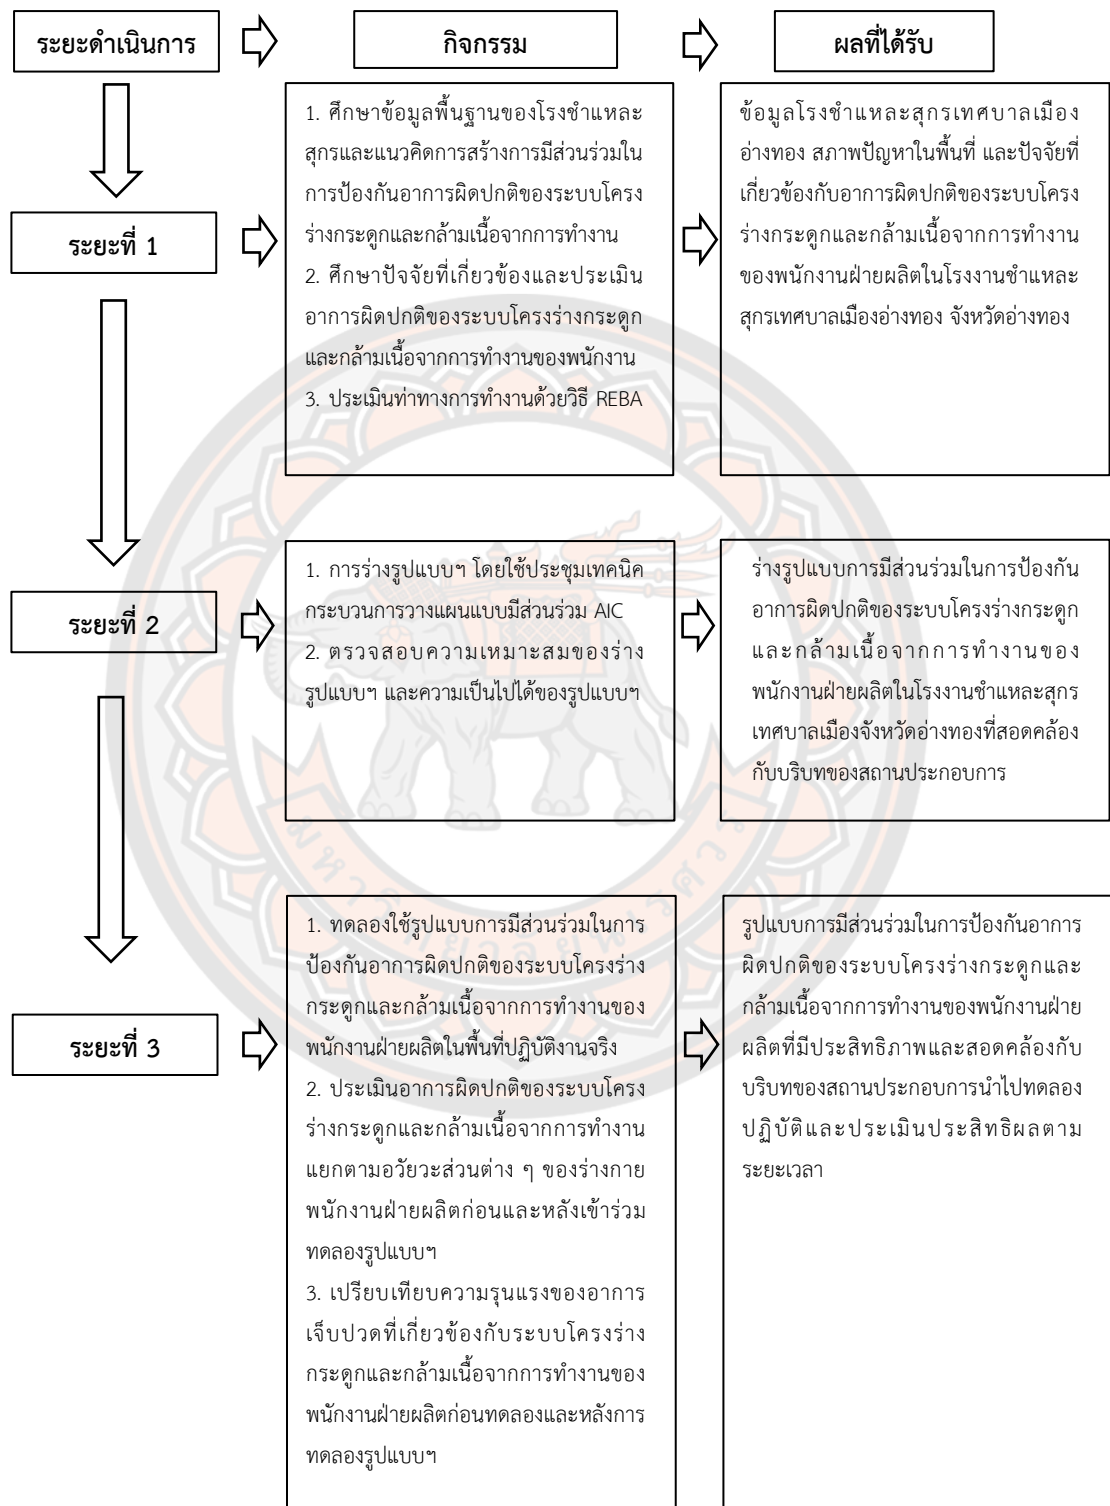 ระยะดำเนินการ
กิจกรรม
ผลที่ได้รับ
ระยะที่ 1
1. ศึกษาข้อมูลพื้นฐานของโรงชำแหละ
สุกรและแนวคิดการสร้างการมีส่วนร่วมใน
การป้องกันอาการผิดปกติของระบบโครง
ร่างกระดูกและกล้ามเนื้อจากการทำงาน
2. ศึกษาปัจจัยที่เกี่ยวข้องและประเมิน
อาการผิดปกติของระบบโครงร่างกระดูก
และกล้ามเนื้อจากการทำงานของพนักงาน
3. ประเมินท่าทางการทำงานด้วยวิธี REBA
ข้อมูลโรงชำแหละสุกรเทศบาลเมือง
อ่างทอง สภาพปัญหาในพื้นที่ และปัจจัยที่
เกี่ยวข้องกับอาการผิดปกติของระบบโครง
ร่างกระดูกและกล้ามเนื้อจากการทำงาน
ของพนักงานฝ่ายผลิตในโรงงานชำแหละ
สุกรเทศบาลเมืองอ่างทอง จังหวัดอ่างทอง
ระยะที่ 2
1. การร่างรูปแบบฯ โดยใช้ประชุมเทคนิค
กระบวนการวางแผนแบบมีส่วนร่วม AIC
2. ตรวจสอบความเหมาะสมของร่าง
รูปแบบฯ และความเป็นไปได้ของรูปแบบฯ
ร่างรูปแบบการมีส่วนร่วมในการป้องกัน
อาการผิดปกติของระบบโครงร่างกระดูก
และกล้ามเนื้อจากการทำงานของ
พนักงานฝ่ายผลิตในโรงงานชำแหละสุกร
เทศบาลเมืองจังหวัดอ่างทองที่สอดคล้อง
กับบริบทของสถานประกอบการ
ระยะที่ 3
1. ทดลองใช้รูปแบบการมีส่วนร่วมในการ
ป้องกันอาการผิดปกติของระบบโครงร่าง
กระดูกและกล้ามเนื้อจากการทำงานของ
พนักงานฝ่ายผลิตในพื้นที่ปฏิบัติงานจริง
2. ประเมินอาการผิดปกติของระบบโครง
ร่างกระดูกและกล้ามเนื้อจากการทำงาน
แยกตามอวัยวะส่วนต่าง ๆ ของร่างกาย
พนักงานฝ่ายผลิตก่อนและหลังเข้าร่วม
ทดลองรูปแบบฯ
3. เปรียบเทียบความรุนแรงของอาการ
เจ็บปวดที่เกี่ยวข้องกับระบบโครงร่าง
กระดูกและกล้ามเนื้อจากการทำงานของ
พนักงานฝ่ายผลิตก่อนทดลองและหลังการ
ทดลองรูปแบบฯ
รูปแบบการมีส่วนร่วมในการป้องกันอาการ
ผิดปกติของระบบโครงร่างกระดูกและ
กล้ามเนื้อจากการทำงานของพนักงานฝ่าย
ผลิตที่มีประสิทธิภาพและสอดคล้องกับ
บริบทของสถานประกอบการนำไปทดลอง
ปฏิบัติและประเมินประสิทธิผลตาม
ระยะเวลา
มหาวิทยาลัยนเรศวร